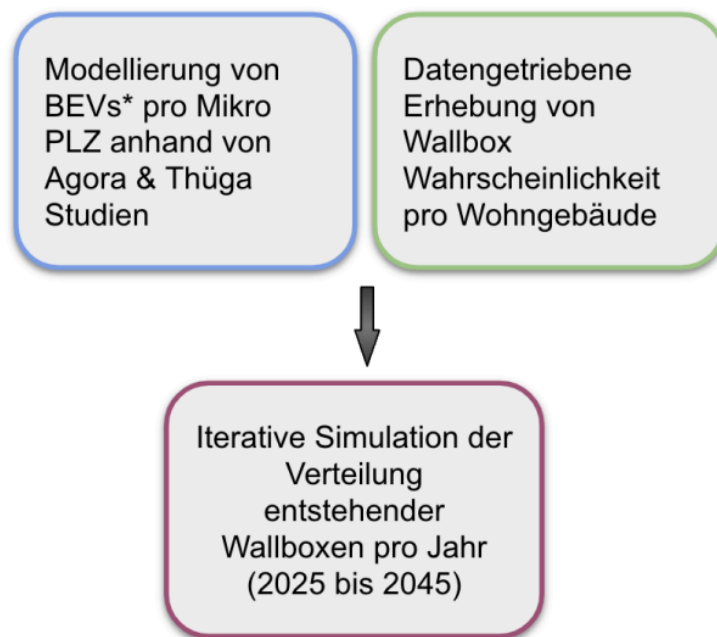 Modellierung von
BEVs* pro Mikro
PLZ anhand von
Agora & Thüga
Studien
Datengetriebene
Erhebung von
Wallbox
Wahrscheinlichkeit
pro Wohngebäude
Iterative Simulation der
Verteilung
entstehender
Wallboxen pro Jahr
(2025 bis 2045)